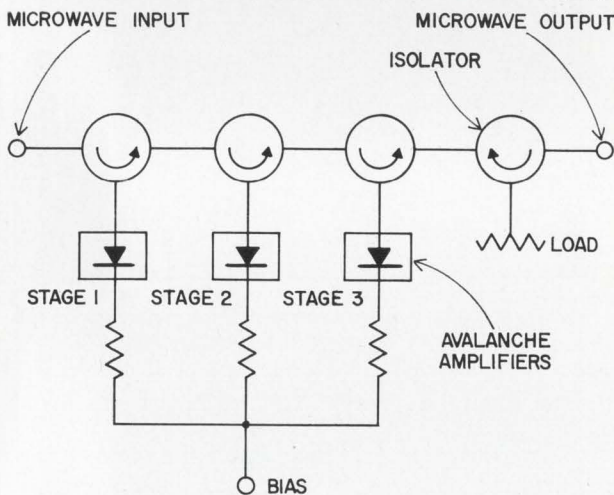 MICROWAVE INPUT
MICROWAVE OUTPUT
ISOLATOR
LOAD
STAGE 1
STAGE 2
STAGE 3
AVALANCHE
AMPLIFIERS
BIAS